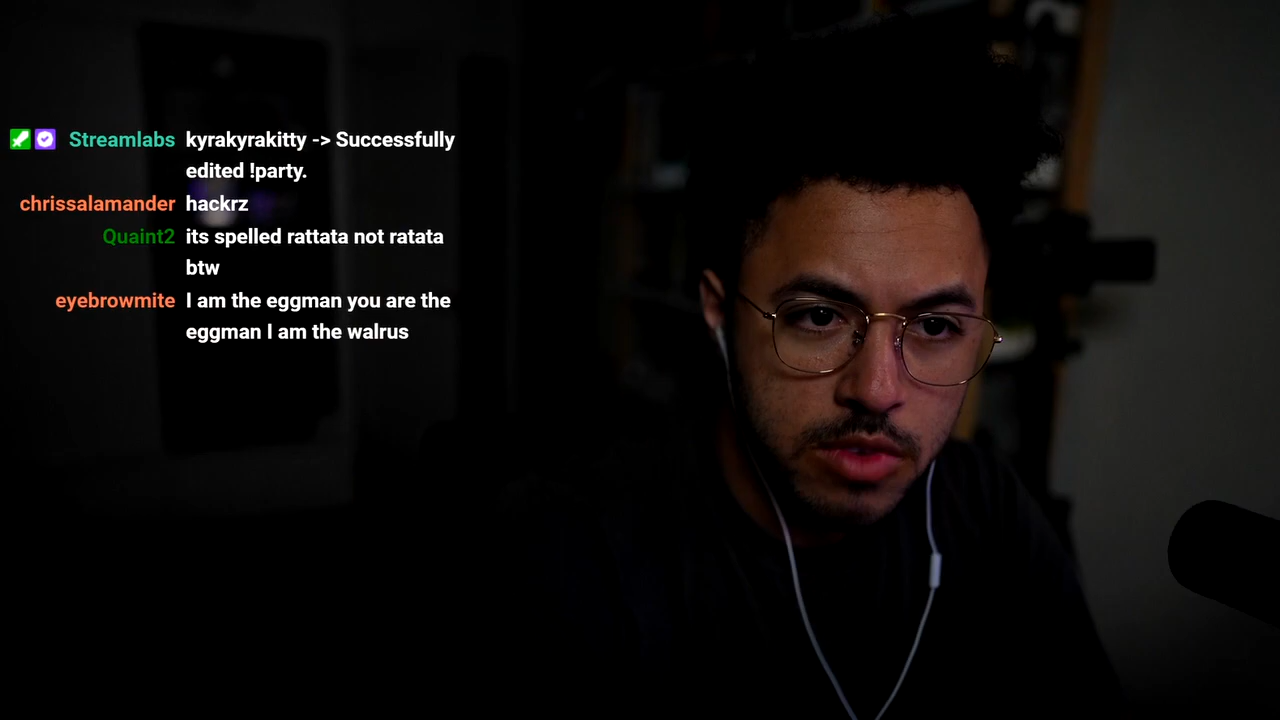 Streamlabs kyrakyrakitty -> Successfully
edited !party.
chrissalamander hackrz
Quaint2 its spelled rattata not ratata
btw
eyebrowmite I am the eggman you are the
eggman I am the walrus